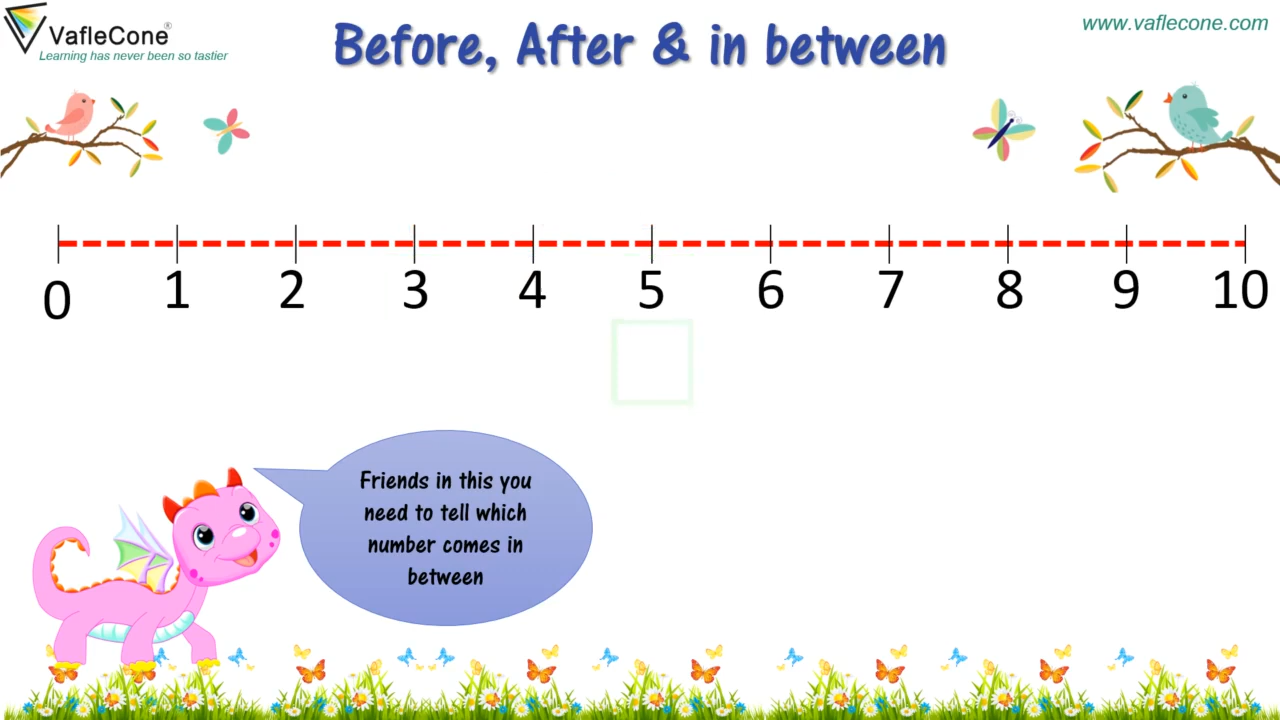 VafleCone®
Learning has never been so tastier
Before, After & in between
www.vaflecone.com
0 1 2 3 4 5 6 7 8 9 10
Friends in this you
need to tell which
number comes in
between